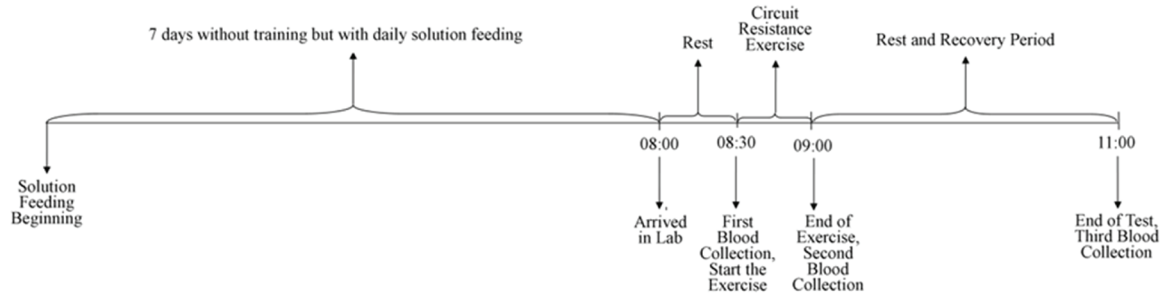 7 days without training but with daily solution feeding
Rest
Circuit
Resistance
Exercise
Rest and Recovery Period
08:00
08:30
09:00
11:00
Solution
Feeding
Beginning
Arrived
in Lab
First
Blood
Collection,
Start the
Exercise
End of
Exercise,
Second
Blood
Collection
End of Test,
Third Blood
Collection